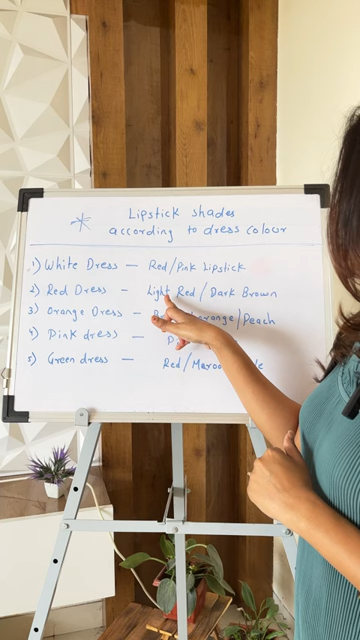 Lipstick shades
according to dress colour
1) White Dress — Red/Pink Lipstick
2) Red Dress - Light Red / Dark Brown
3) Orange Dress - orange/Peach
4) Pink dress —
5) Green dress — Red/Maroon